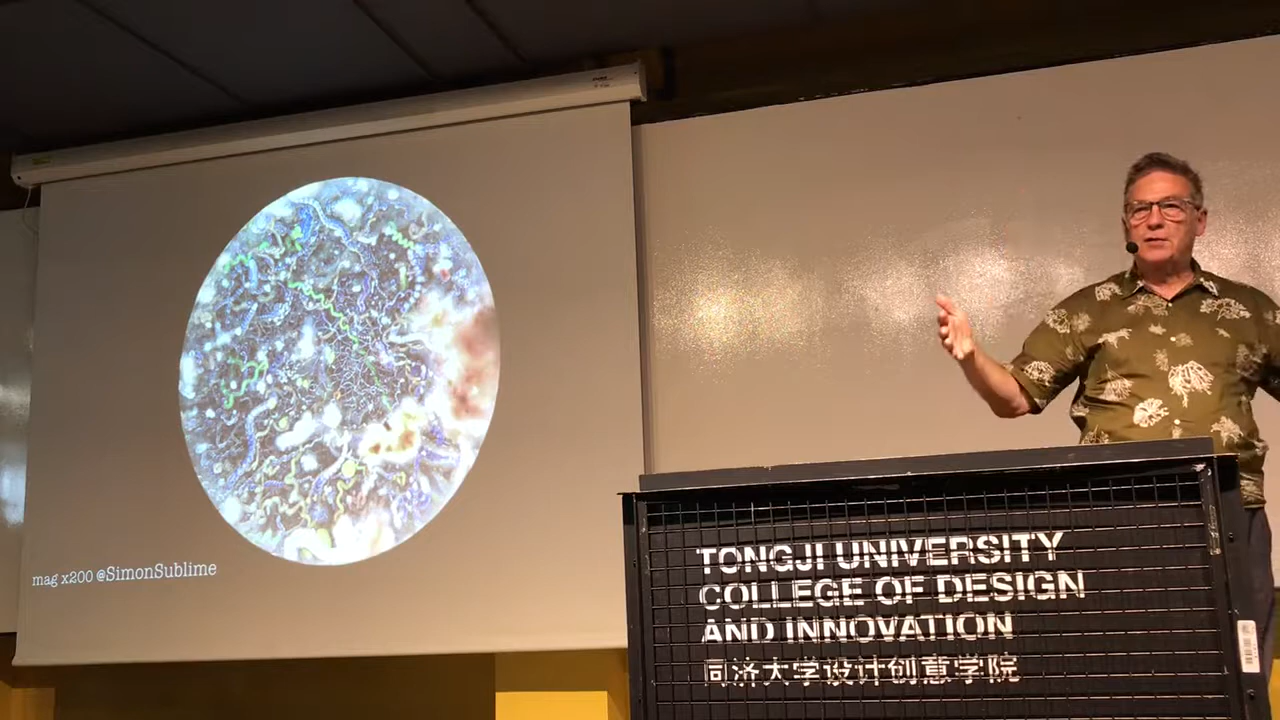 mag x200 @SimonSublime
TONGJI UNIVERSITY
COLLEGE OF DESIGN
AND INNOVATION
同济大学设计创意学院